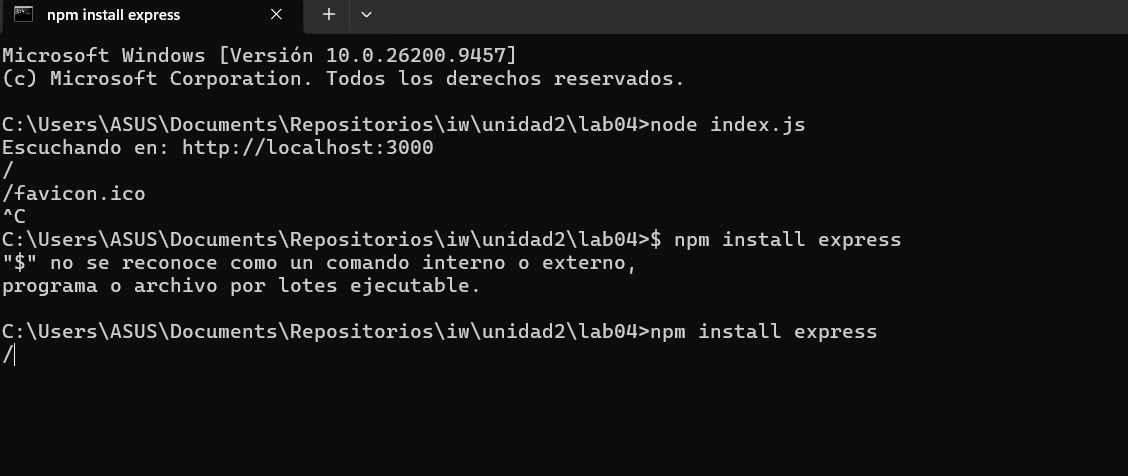 npm install express
Microsoft Windows [Versión 10.0.26200.9457]
(c) Microsoft Corporation. Todos los derechos reservados.
C:\Users\ASUS\Documents\Repositorios\iw\unidad2\lab04>node index.js
Escuchando en: http://localhost:3000
/
/favicon.ico
^C
C:\Users\ASUS\Documents\Repositorios\iw\unidad2\lab04>$ npm install express
"$" no se reconoce como un comando interno o externo,
programa o archivo por lotes ejecutable.
C:\Users\ASUS\Documents\Repositorios\iw\unidad2\lab04>npm install express
/